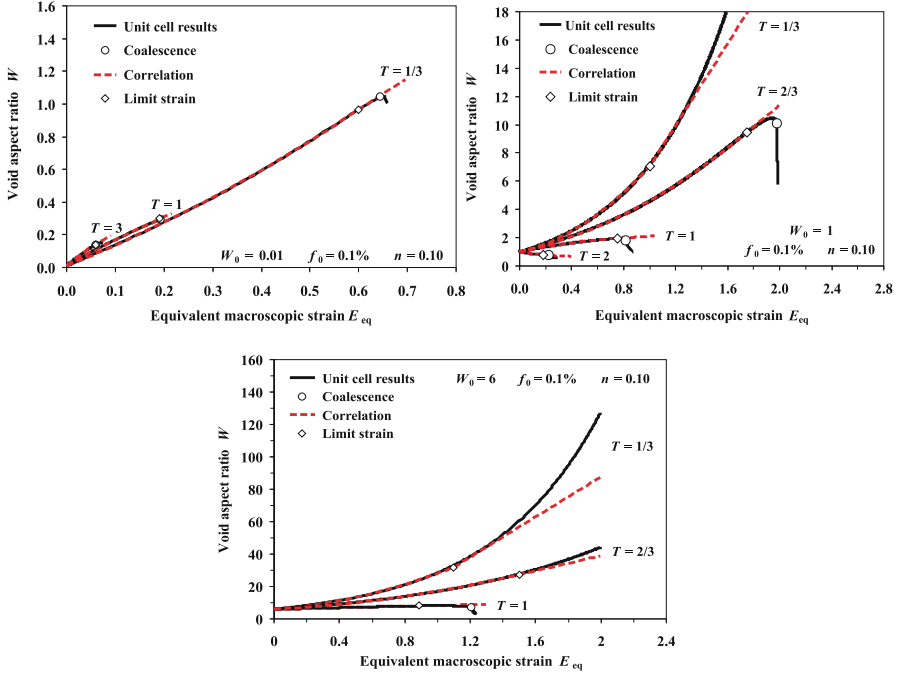 Void aspect ratio W
1.6
1.4
1.2
1.0
0.8
0.6
0.4
0.2
0.0
Unit cell results
Coalescence
Correlation
Limit strain
T = 1/3
T = 1
T = 3
W0 = 0.01 f0 = 0.1% n = 0.10
0.0 0.1 0.2 0.3 0.4 0.5 0.6 0.7 0.8
Equivalent macroscopic strain Eeq
Void aspect ratio W
18
16
14
12
10
8
6
4
2
0
Unit cell results
Coalescence
Correlation
Limit strain
T = 1/3
T = 2/3
T = 1
T = 2
W0 = 1
f0 = 0.1% n = 0.10
0.0 0.4 0.8 1.2 1.6 2.0 2.4 2.8
Equivalent macroscopic strain Eeq
Void aspect ratio W
160
140
120
100
80
60
40
20
0
Unit cell results
Coalescence
Correlation
Limit strain
W0 = 6 f0 = 0.1% n = 0.10
T = 1/3
T = 2/3
T = 1
0 0.4 0.8 1.2 1.6 2 2.4
Equivalent macroscopic strain Eeq